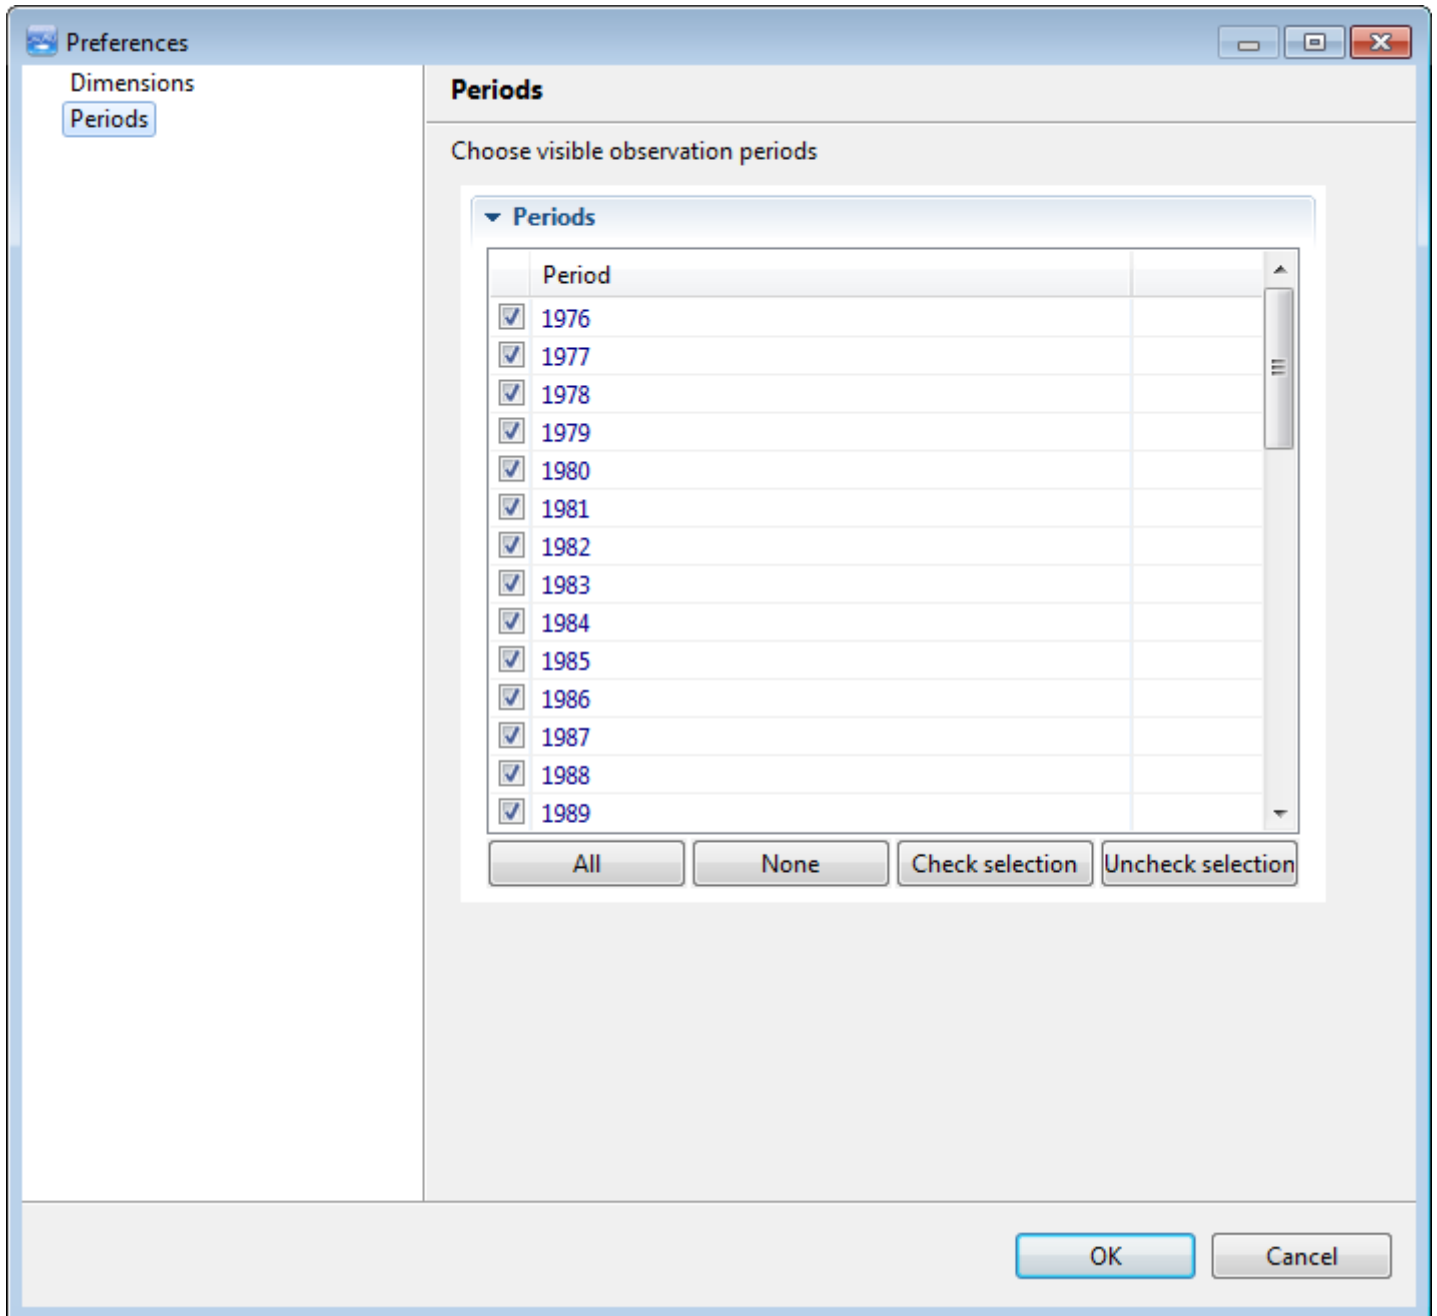 Preferences
Dimensions
Periods
Periods
Choose visible observation periods
Periods
Period
1976
1977
1978
1979
1980
1981
1982
1983
1984
1985
1986
1987
1988
1989
All None Check selection Uncheck selection
OK Cancel